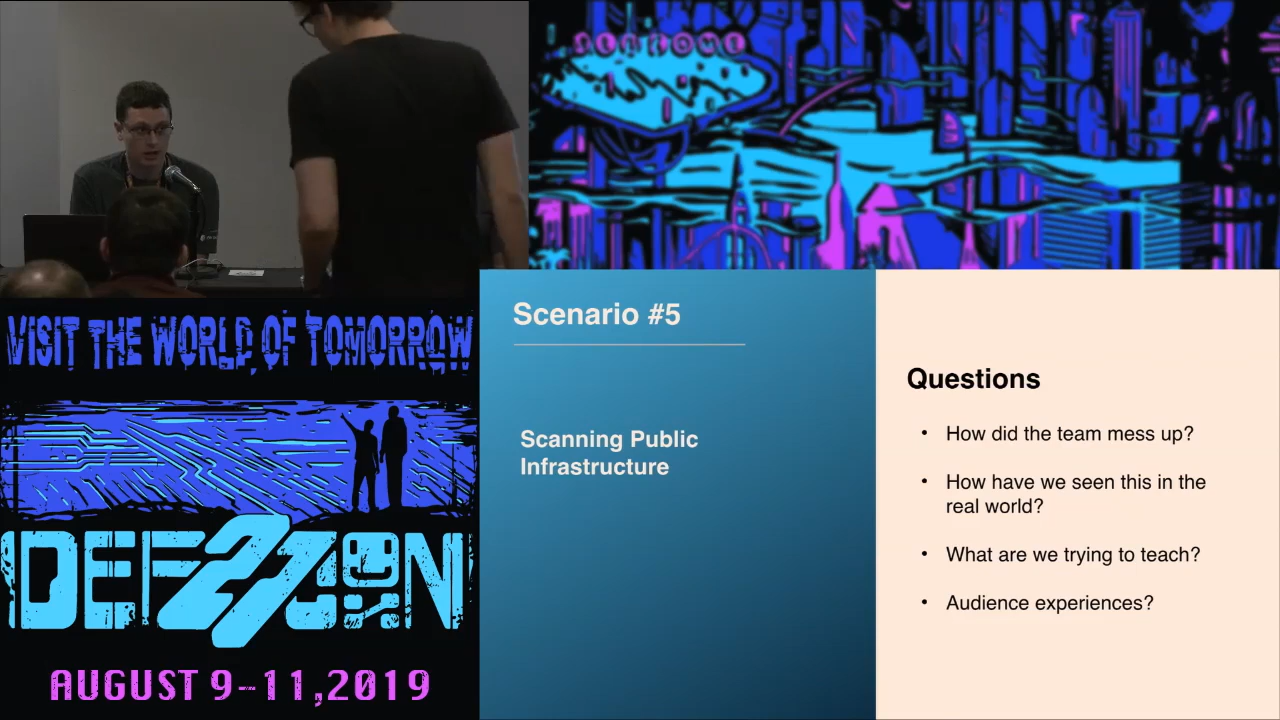 WELCOME
VISIT THE WORLD OF TOMORROW
DEF27CON
AUGUST 9-11,2019
Scenario #5
Scanning Public
Infrastructure
Questions
• How did the team mess up?
• How have we seen this in the
real world?
• What are we trying to teach?
• Audience experiences?